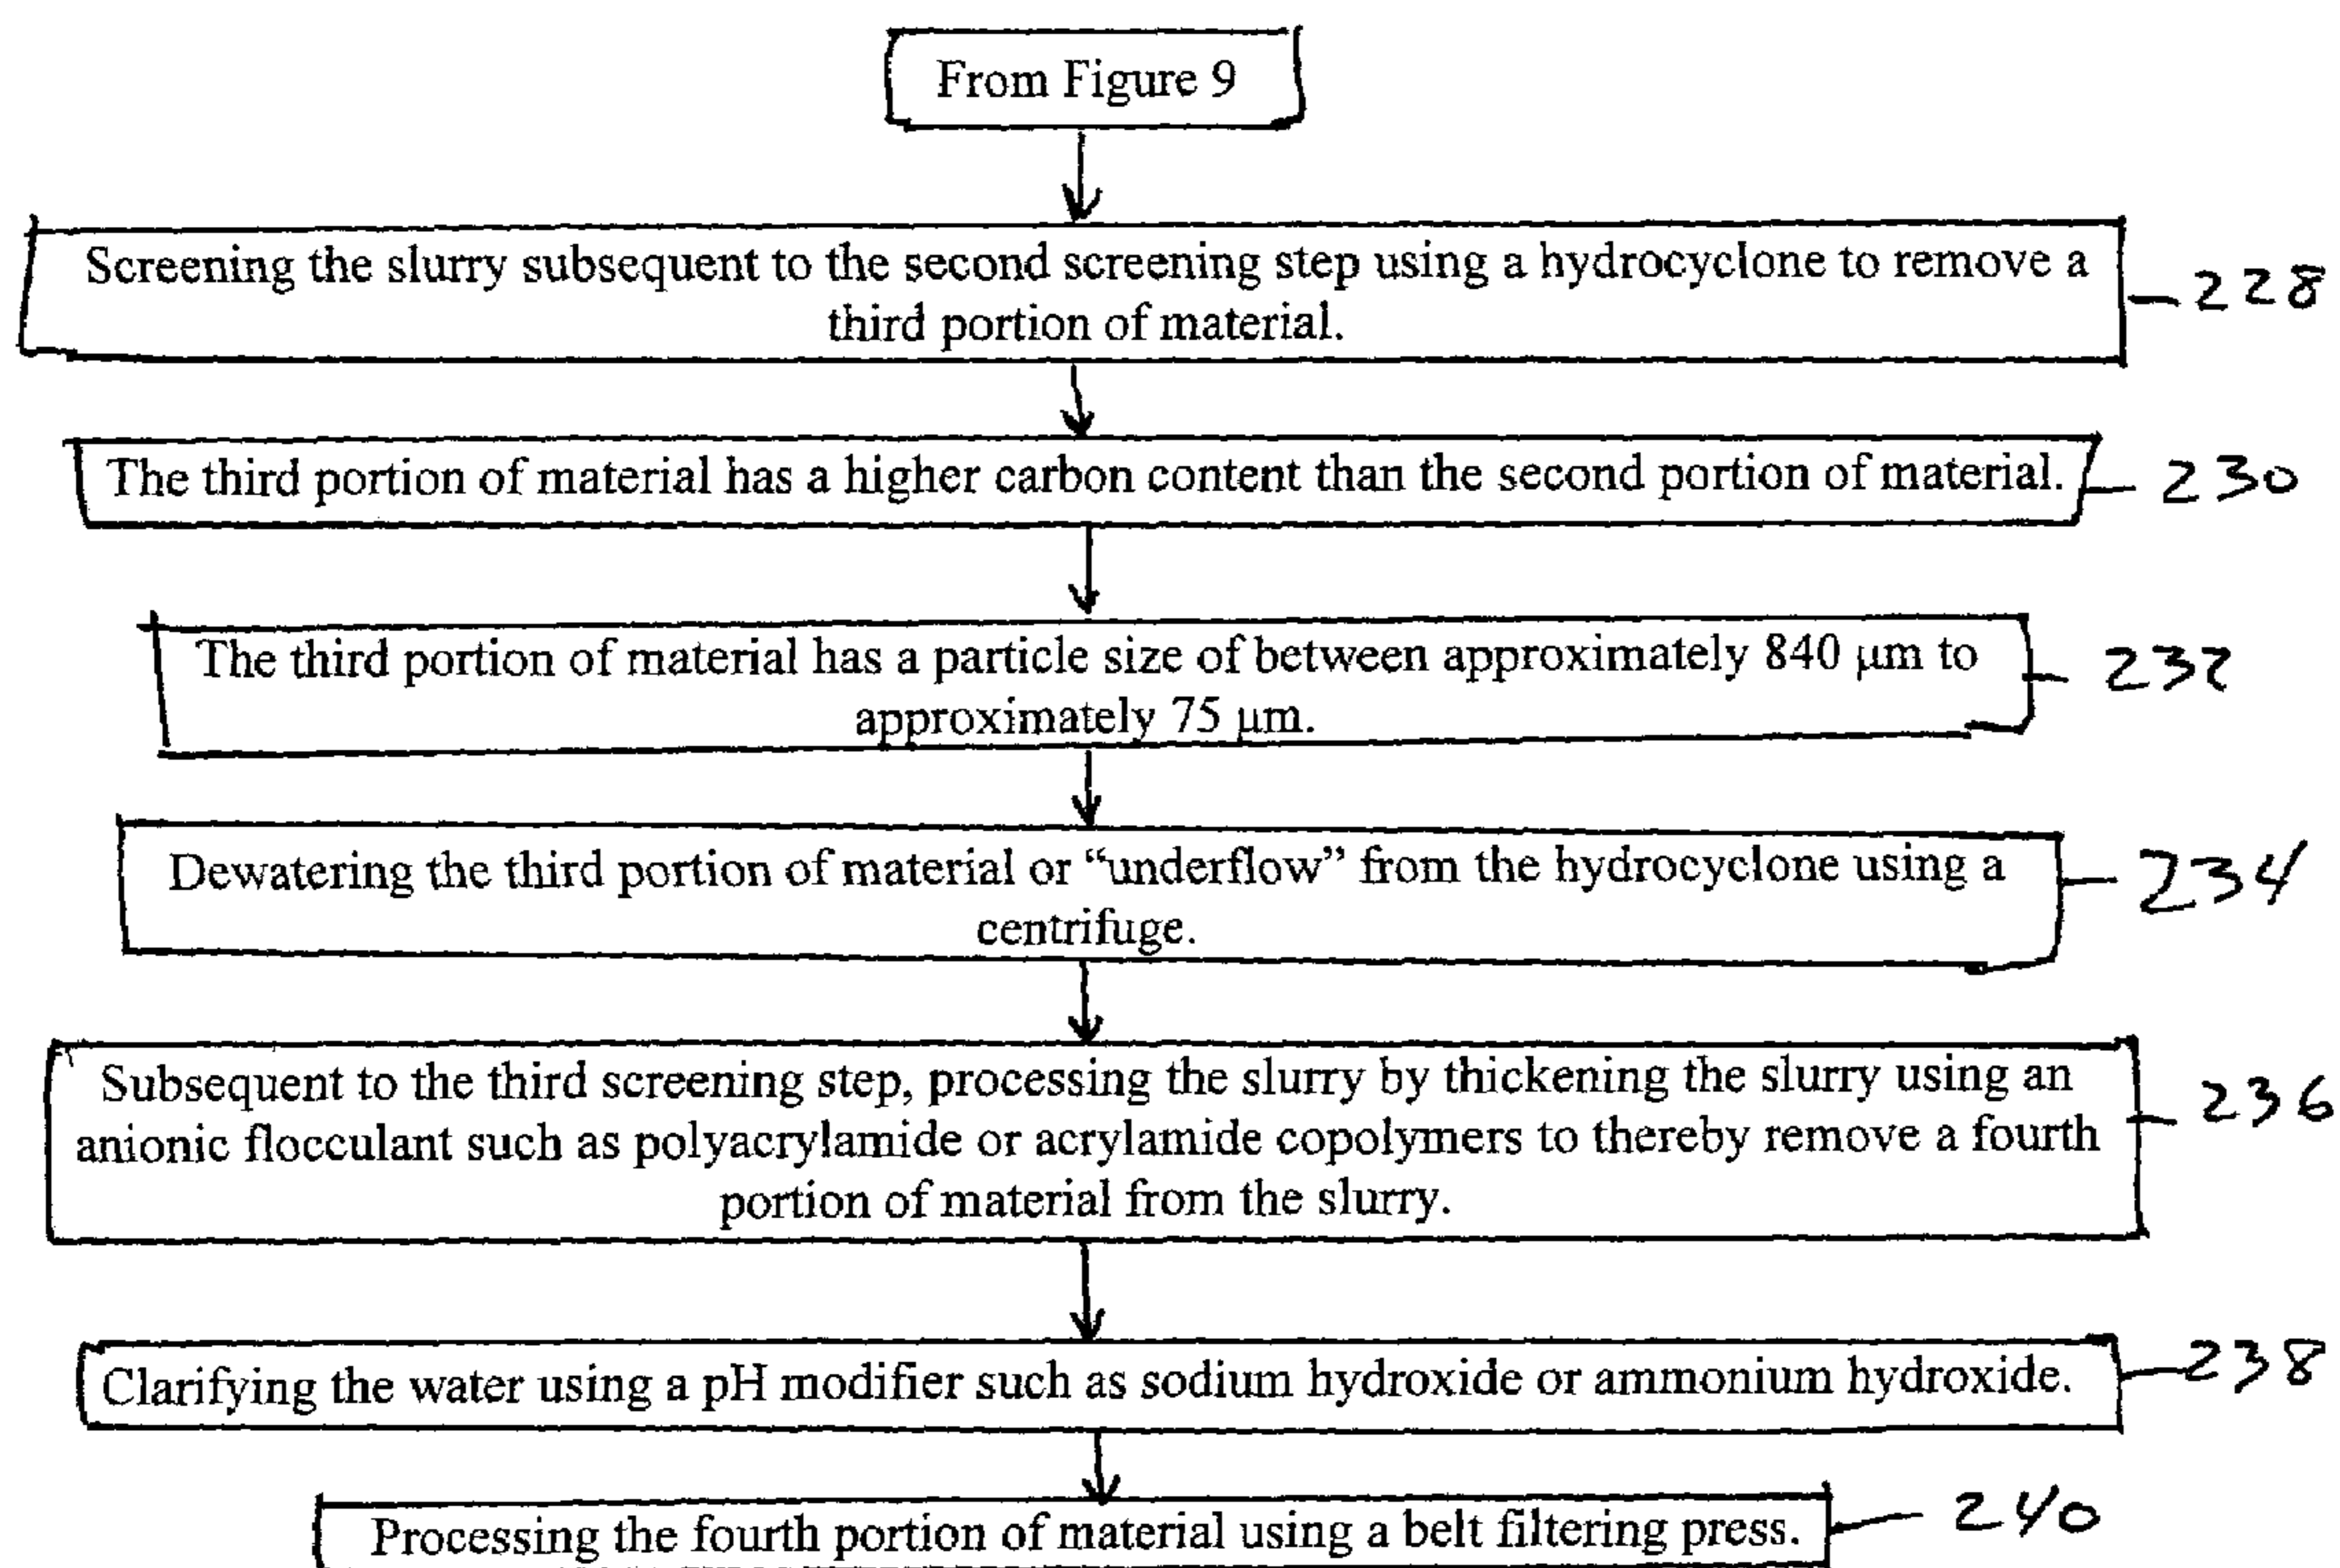 From Figure 9
Screening the slurry subsequent to the second screening step using a hydrocyclone to remove a
third portion of material.
228
The third portion of material has a higher carbon content than the second portion of material.
230
The third portion of material has a particle size of between approximately 840 µm to
approximately 75 µm.
232
Dewatering the third portion of material or “underflow” from the hydrocyclone using a
centrifuge.
234
Subsequent to the third screening step, processing the slurry by thickening the slurry using an
anionic flocculant such as polyacrylamide or acrylamide copolymers to thereby remove a fourth
portion of material from the slurry.
236
Clarifying the water using a pH modifier such as sodium hydroxide or ammonium hydroxide.
238
Processing the fourth portion of material using a belt filtering press.
240